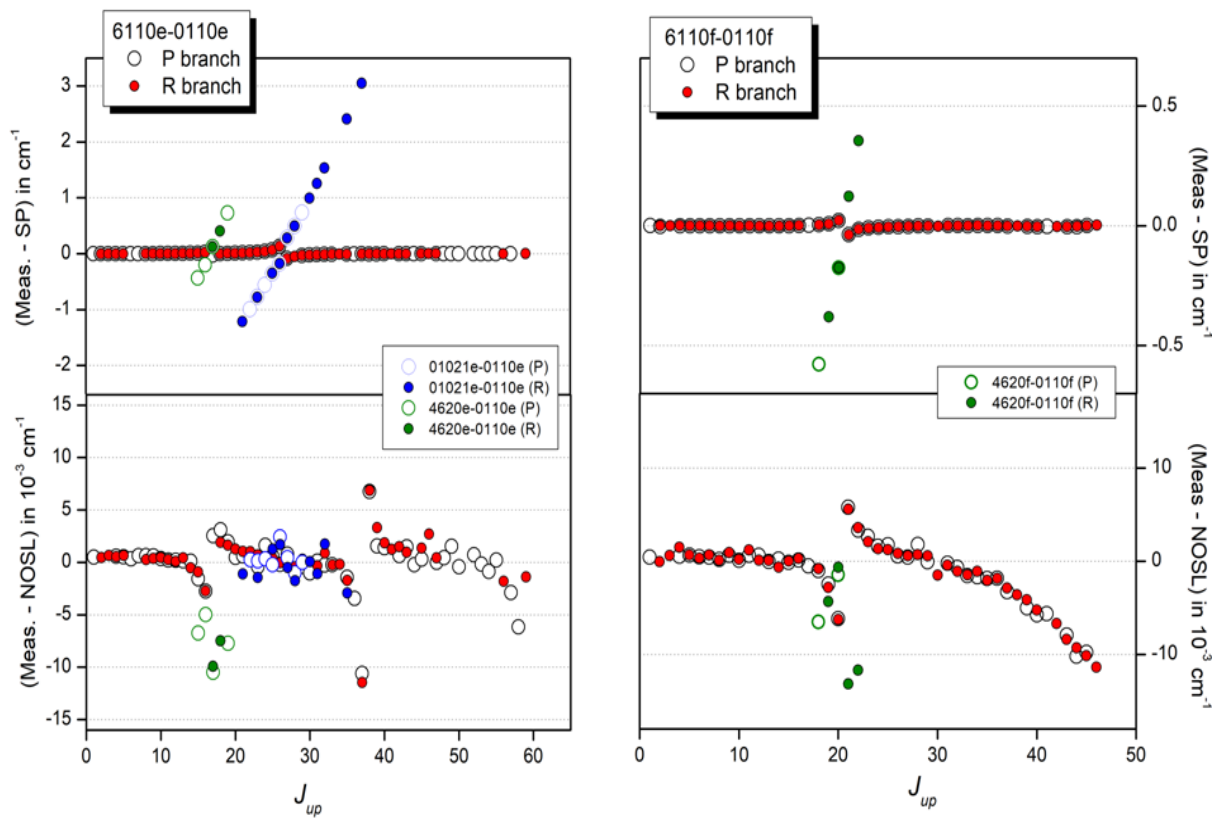 6110e-0110e
P branch
R branch
(Meas. - SP) in cm-1
3
2
1
0
-1
-2
01021e-0110e (P)
01021e-0110e (R)
4620e-0110e (P)
4620e-0110e (R)
(Meas. - NOSL) in 10-3 cm-1
15
10
5
0
-5
-10
-15
0 10 20 30 40 50 60
Jup
6110f-0110f
P branch
R branch
(Meas - SP) in cm-1
0.5
0.0
-0.5
4620f-0110f (P)
4620f-0110f (R)
(Meas - NOSL) in 10-3 cm-1
10
0
-10
0 10 20 30 40 50
Jup